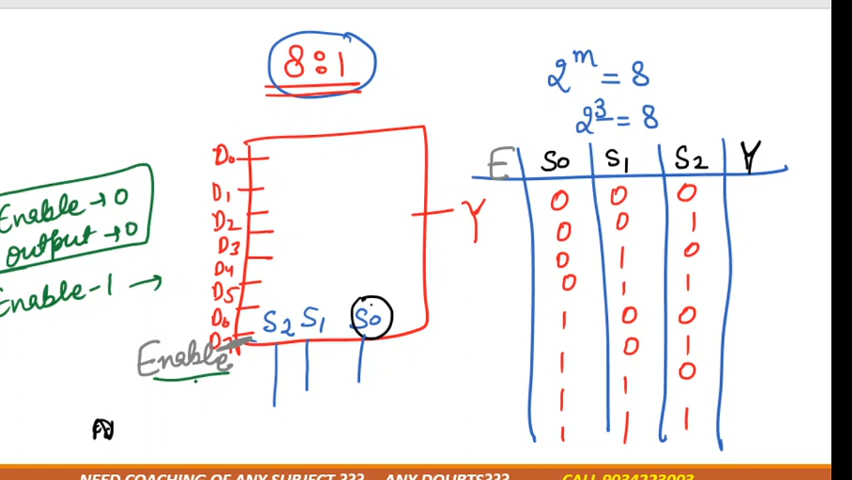 8:1
2^m = 8
2^3 = 8
D0
D1
D2
D3
D4
D5
D6
D7
Y
S2 S1 S0
Enable
Enable → 0
output → 0
Enable-1 →
E S0 S1 S2 Y
0 0 0
0 0 1
0 1 0
0 1 1
1 0 0
1 0 1
1 1 0
1 1 1
NEED COACHING OF ANY SUBJECT ??? ANY DOUBTS??? CALL 9034223003